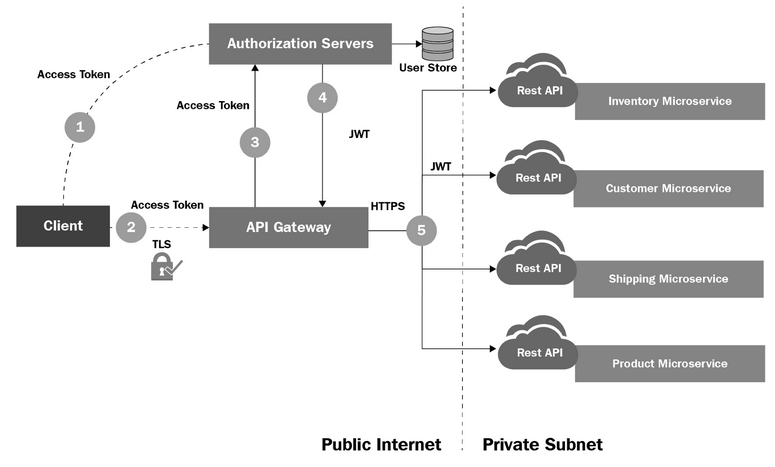 Authorization Servers
User Store
Access Token
1
Access Token
3
4
JWT
Client
2
Access Token
TLS
API Gateway
HTTPS
5
JWT
Rest API
Inventory Microservice
Rest API
Customer Microservice
Rest API
Shipping Microservice
Rest API
Product Microservice
Public Internet
Private Subnet